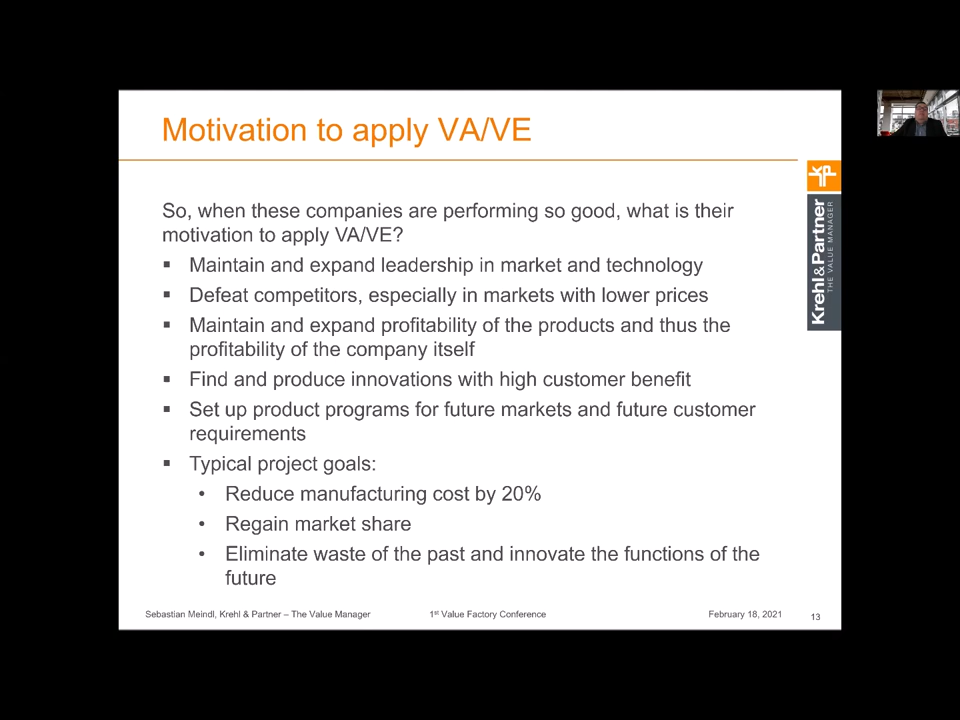 Motivation to apply VA/VE
So, when these companies are performing so good, what is their
motivation to apply VA/VE?
▪ Maintain and expand leadership in market and technology
▪ Defeat competitors, especially in markets with lower prices
▪ Maintain and expand profitability of the products and thus the
profitability of the company itself
▪ Find and produce innovations with high customer benefit
▪ Set up product programs for future markets and future customer
requirements
▪ Typical project goals:
• Reduce manufacturing cost by 20%
• Regain market share
• Eliminate waste of the past and innovate the functions of the
future
kp
Krehl&Partner
THE VALUE MANAGER
Sebastian Meindl, Krehl & Partner – The Value Manager
1st Value Factory Conference
February 18, 2021
13